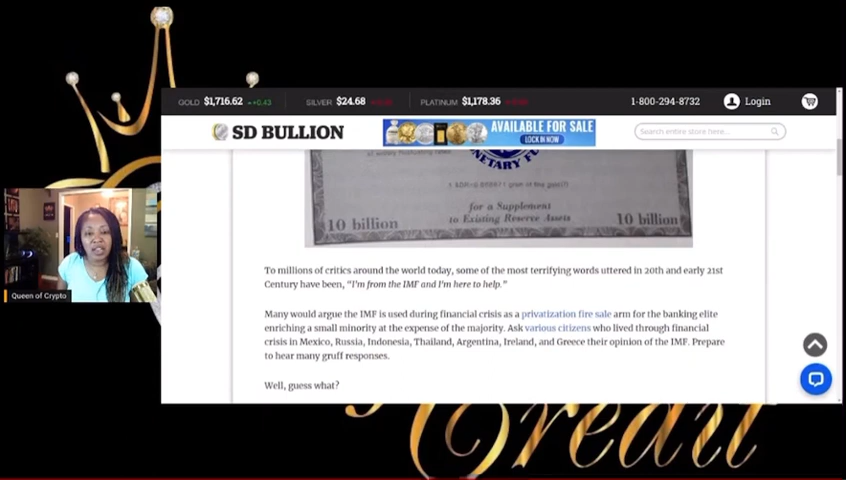 GOLD $1,716.62 +0.43
SILVER $24.68
PLATINUM $1,178.36
1-800-294-8732
Login
SD BULLION
AVAILABLE FOR SALE
LOCK IN NOW
Search entire store here...
NETARY FU
for a Supplement
to Existing Reserve Assets
10 billion
10 billion
To millions of critics around the world today, some of the most terrifying words uttered in 20th and early 21st
Century have been, “I'm from the IMF and I'm here to help.”
Many would argue the IMF is used during financial crisis as a privatization fire sale arm for the banking elite
enriching a small minority at the expense of the majority. Ask various citizens who lived through financial
crisis in Mexico, Russia, Indonesia, Thailand, Argentina, Ireland, and Greece their opinion of the IMF. Prepare
to hear many gruff responses.
Well, guess what?
Queen of Crypto
Credit